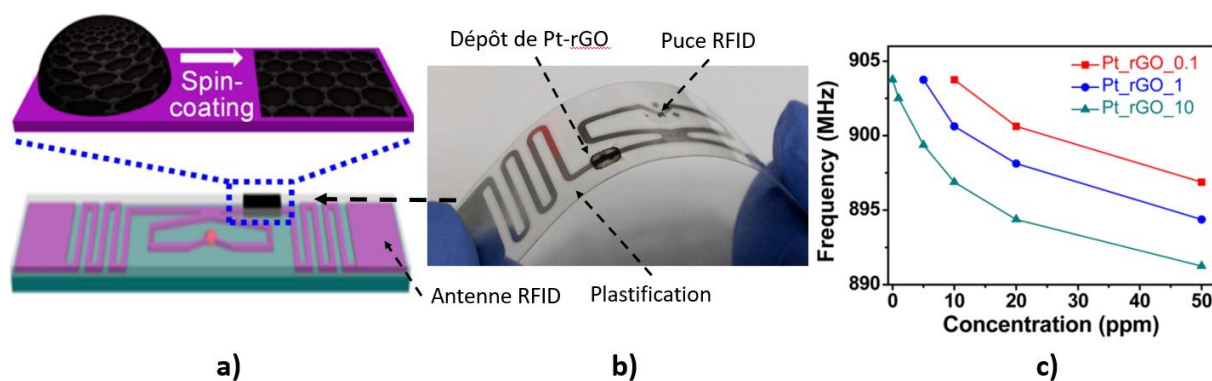 Spin-
coating
Antenne RFID
a)
Dépôt de Pt-rGO
Puce RFID
Plastification
b)
Pt_rGO_0.1
Pt_rGO_1
Pt_rGO_10
Frequency (MHz)
905
900
895
890
0 10 20 30 40 50
Concentration (ppm)
c)